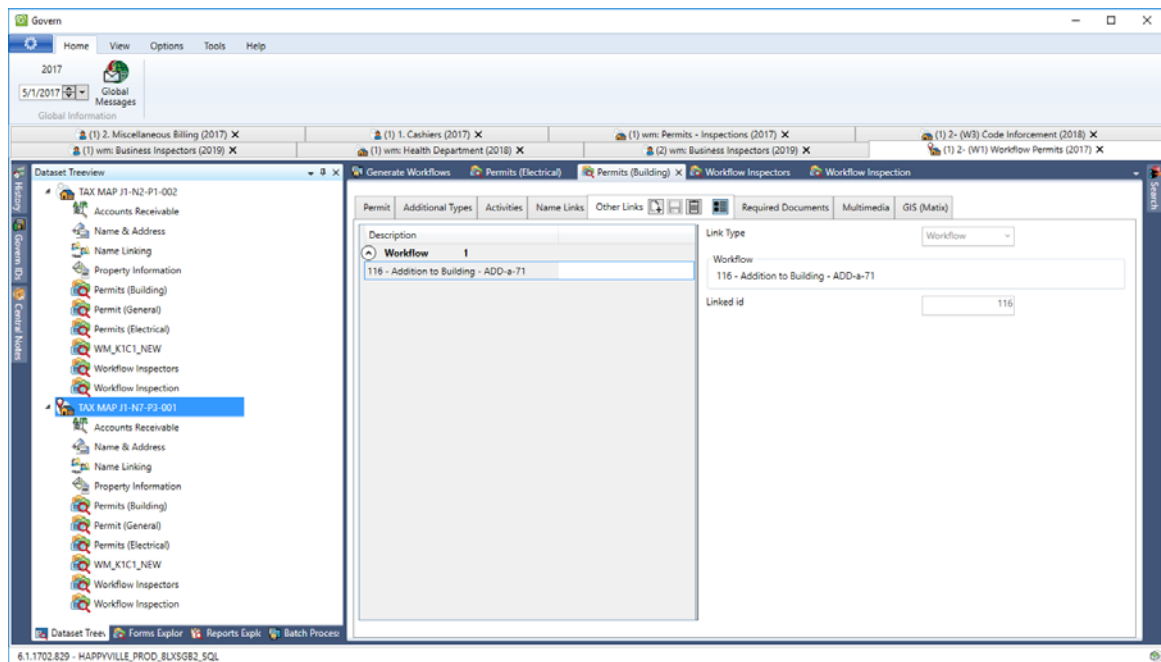 Govern
Home View Options Tools Help
2017
5/1/2017
Global Messages
Global Information
(1) 2. Miscellaneous Billing (2017) X
(1) 1. Cashiers (2017) X
(1) wm: Permits - Inspections (2017) X
(1) 2- (W3) Code Inforcement (2018) X
(1) wm: Business Inspectors (2019) X
(1) wm: Health Department (2018) X
(2) wm: Business Inspectors (2019) X
(1) 2- (W1) Workflow Permits (2017) X
History
Govern IDs
Central Notes
Dataset Treeview
TAX MAP J1-N2-P1-002
Accounts Receivable
Name & Address
Name Linking
Property Information
Permits (Building)
Permit (General)
Permits (Electrical)
WM_K1C1_NEW
Workflow Inspectors
Workflow Inspection
TAX MAP J1-N7-P3-001
Accounts Receivable
Name & Address
Name Linking
Property Information
Permits (Building)
Permit (General)
Permits (Electrical)
WM_K1C1_NEW
Workflow Inspectors
Workflow Inspection
Dataset Tree Forms Explor Reports Expl Batch Proces
Generate Workflows Permits (Electrical) Permits (Building) X Workflow Inspectors Workflow Inspection
Permit Additional Types Activities Name Links Other Links Required Documents Multimedia GIS (Matix)
Description
Workflow 1
116 - Addition to Building - ADD-a-71
Link Type Workflow
Workflow
116 - Addition to Building - ADD-a-71
Linked id 116
Search
6.1.1702.829 - HAPPYVILLE_PROD_8LXSGB2_SQL